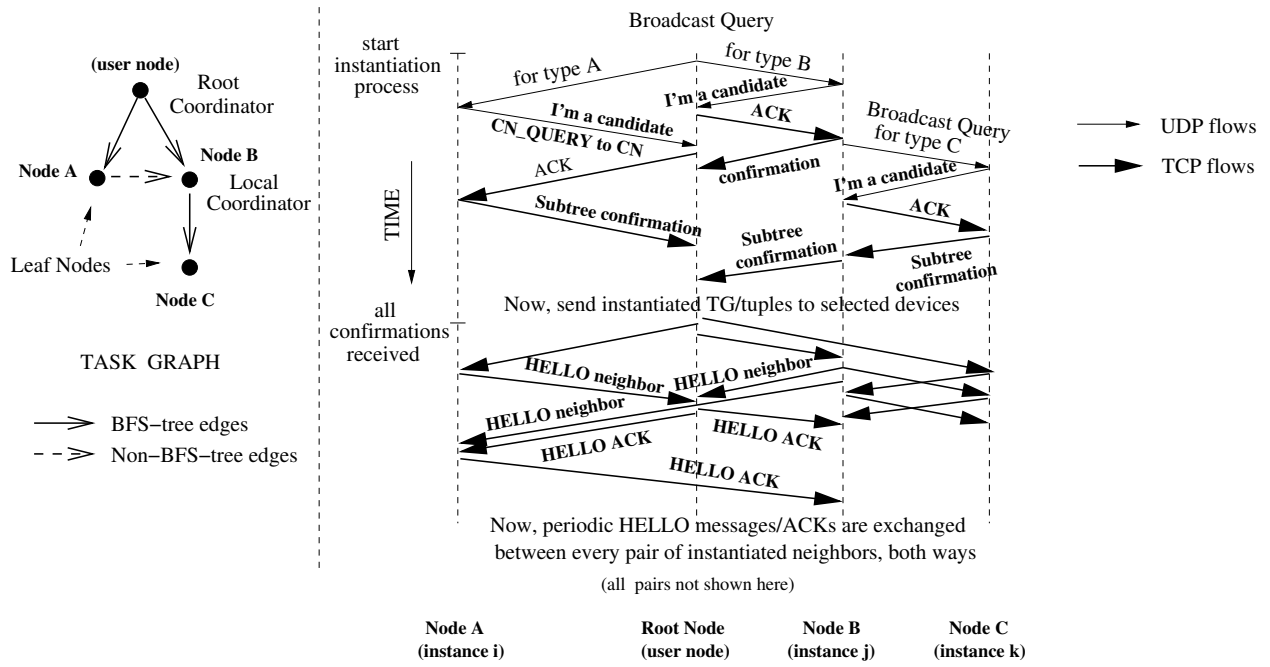 (user node)
Root
Coordinator
Node A
Node B
Local
Coordinator
Leaf Nodes
Node C
TASK GRAPH
BFS−tree edges
Non−BFS−tree edges
Broadcast Query
start
instantiation
process
for type A
for type B
I'm a candidate
I'm a candidate
CN_QUERY to CN
ACK
Broadcast Query
for type C
ACK
confirmation
I'm a candidate
ACK
TIME
Subtree confirmation
Subtree
confirmation
Subtree
confirmation
all
confirmations
received
Now, send instantiated TG/tuples to selected devices
HELLO neighbor
HELLO neighbor
HELLO neighbor
HELLO ACK
HELLO ACK
HELLO ACK
Now, periodic HELLO messages/ACKs are exchanged
between every pair of instantiated neighbors, both ways
(all pairs not shown here)
Node A
(instance i)
Root Node
(user node)
Node B
(instance j)
Node C
(instance k)
UDP flows
TCP flows